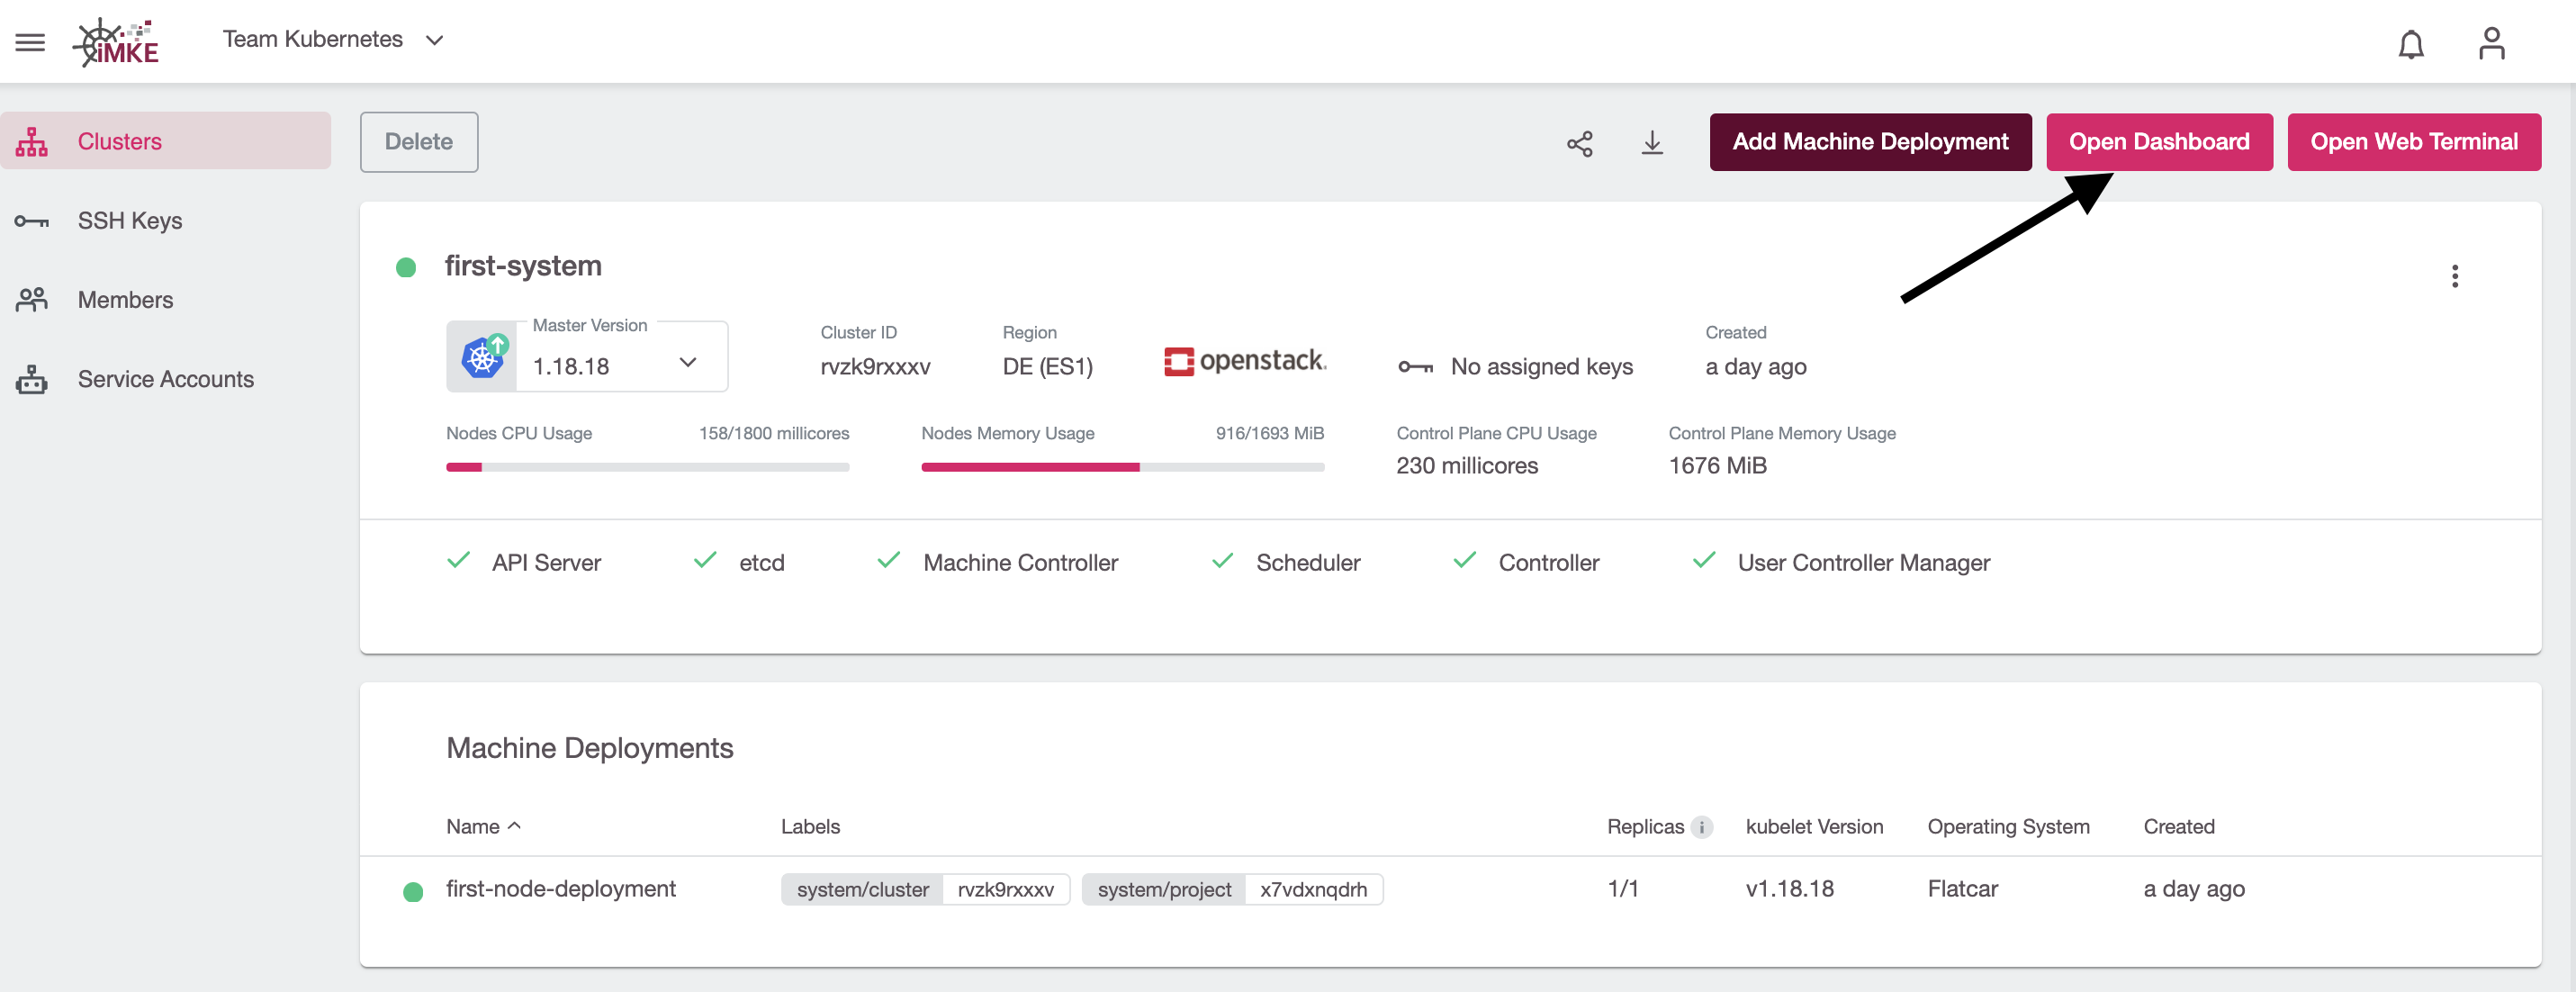 iMKE
Team Kubernetes
Clusters
SSH Keys
Members
Service Accounts
Delete
Add Machine Deployment
Open Dashboard
Open Web Terminal
first-system
Master Version
1.18.18
Cluster ID
rvzk9rxxxv
Region
DE (ES1)
openstack.
No assigned keys
Created
a day ago
Nodes CPU Usage 158/1800 millicores
Nodes Memory Usage 916/1693 MiB
Control Plane CPU Usage
230 millicores
Control Plane Memory Usage
1676 MiB
API Server etcd Machine Controller Scheduler Controller User Controller Manager
Machine Deployments
Name Labels Replicas i kubelet Version Operating System Created
first-node-deployment system/cluster rvzk9rxxxv system/project x7vdxnqdrh 1/1 v1.18.18 Flatcar a day ago